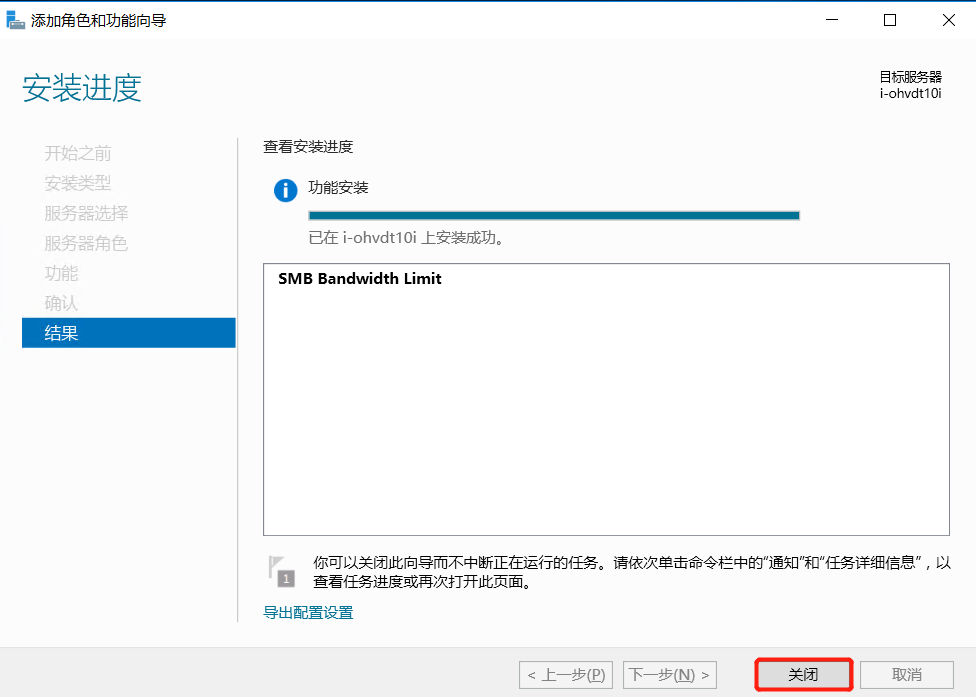 添加角色和功能向导
安装进度
目标服务器
i-ohvdt10i
开始之前
安装类型
服务器选择
服务器角色
功能
确认
结果
查看安装进度
功能安装
已在 i-ohvdt10i 上安装成功。
SMB Bandwidth Limit
1
你可以关闭此向导而不中断正在运行的任务。请依次单击命令栏中的“通知”和“任务详细信息”，以
查看任务进度或再次打开此页面。
导出配置设置
< 上一步(P)
下一步(N) >
关闭
取消